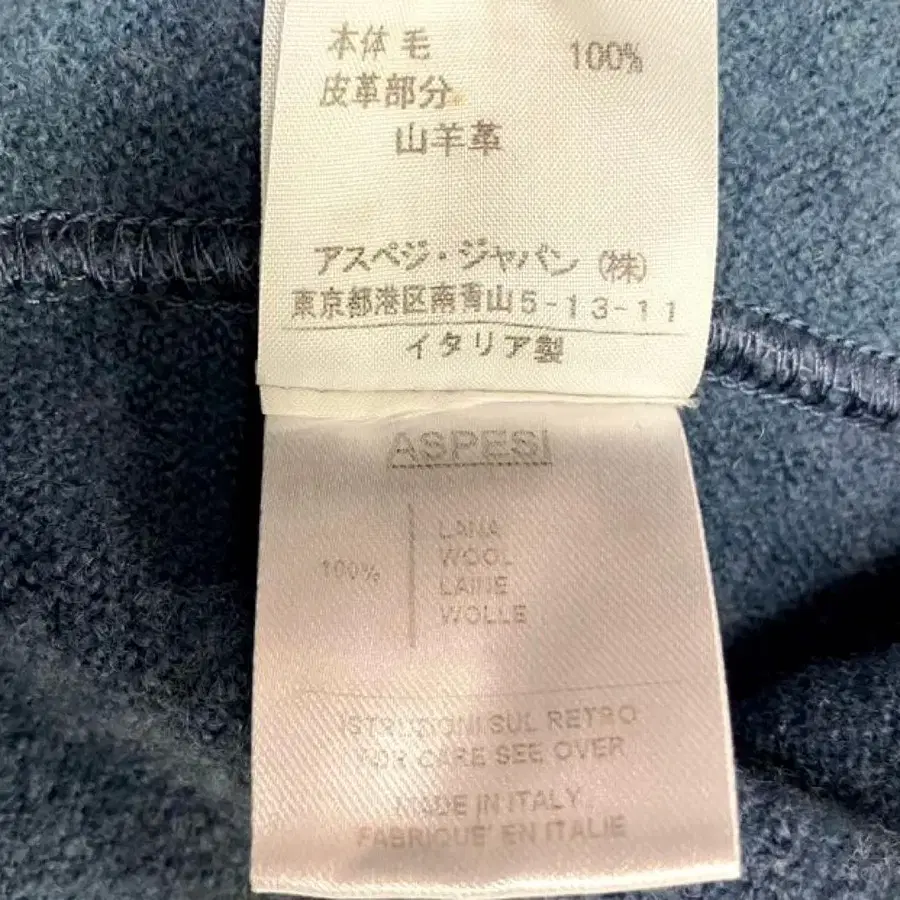 本体 毛 100%
皮革部分
山羊革
アスペジ・ジャパン (株)
東京都港区南青山5-13-11
イタリア製
ASPESI
100%
LANA
WOOL
LAINE
WOLLE
ISTRUZIONI SUL RETRO
FOR CARE SEE OVER
MADE IN ITALY
FABRIQUE' EN ITALIE